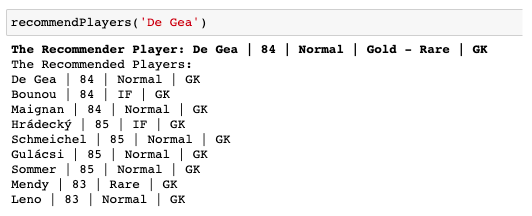 recommendPlayers('De Gea')
The Recommender Player: De Gea | 84 | Normal | Gold - Rare | GK
The Recommended Players:
De Gea | 84 | Normal | GK
Bounou | 84 | IF | GK
Maignan | 84 | Normal | GK
Hrádecký | 85 | IF | GK
Schmeichel | 85 | Normal | GK
Gulácsi | 85 | Normal | GK
Sommer | 85 | Normal | GK
Mendy | 83 | Rare | GK
Leno | 83 | Normal | GK